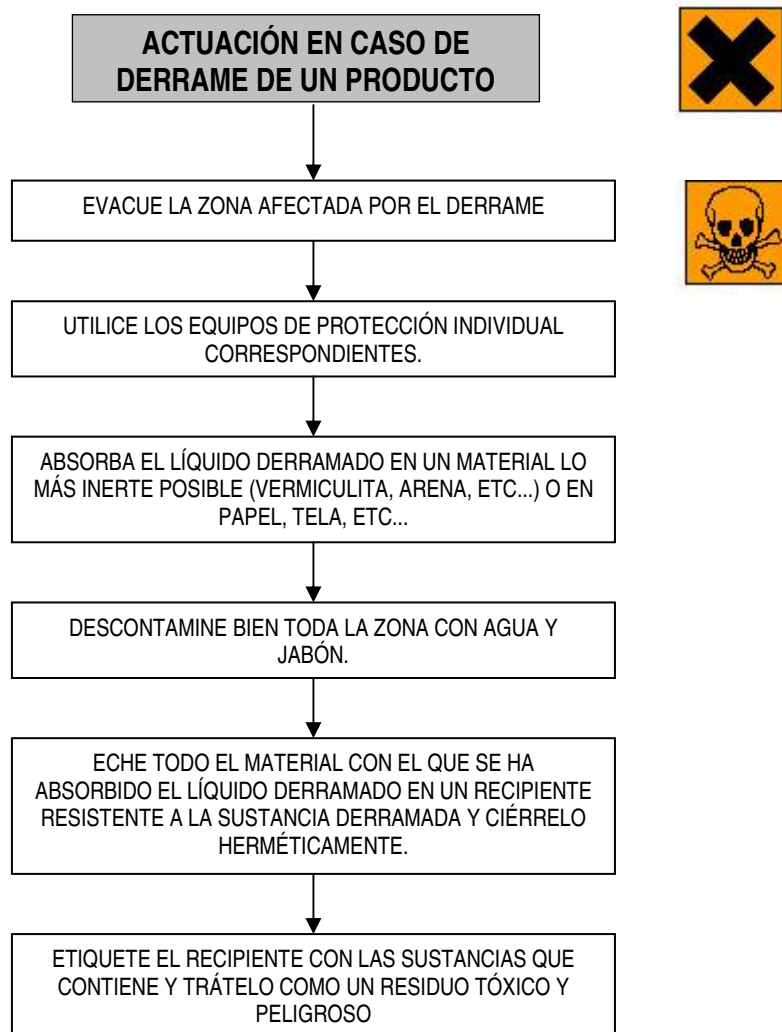 ACTUACIÓN EN CASO DE
DERRAME DE UN PRODUCTO
EVACUE LA ZONA AFECTADA POR EL DERRAME
UTILICE LOS EQUIPOS DE PROTECCIÓN INDIVIDUAL
CORRESPONDIENTES.
ABSORBA EL LÍQUIDO DERRAMADO EN UN MATERIAL LO
MÁS INERTE POSIBLE (VERMICULITA, ARENA, ETC...) O EN
PAPEL, TELA, ETC...
DESCONTAMINE BIEN TODA LA ZONA CON AGUA Y
JABÓN.
ECHE TODO EL MATERIAL CON EL QUE SE HA
ABSORBIDO EL LÍQUIDO DERRAMADO EN UN RECIPIENTE
RESISTENTE A LA SUSTANCIA DERRAMADA Y CIÉRRELO
HERMÉTICAMENTE.
ETIQUETE EL RECIPIENTE CON LAS SUSTANCIAS QUE
CONTIENE Y TRÁTELO COMO UN RESIDUO TÓXICO Y
PELIGROSO